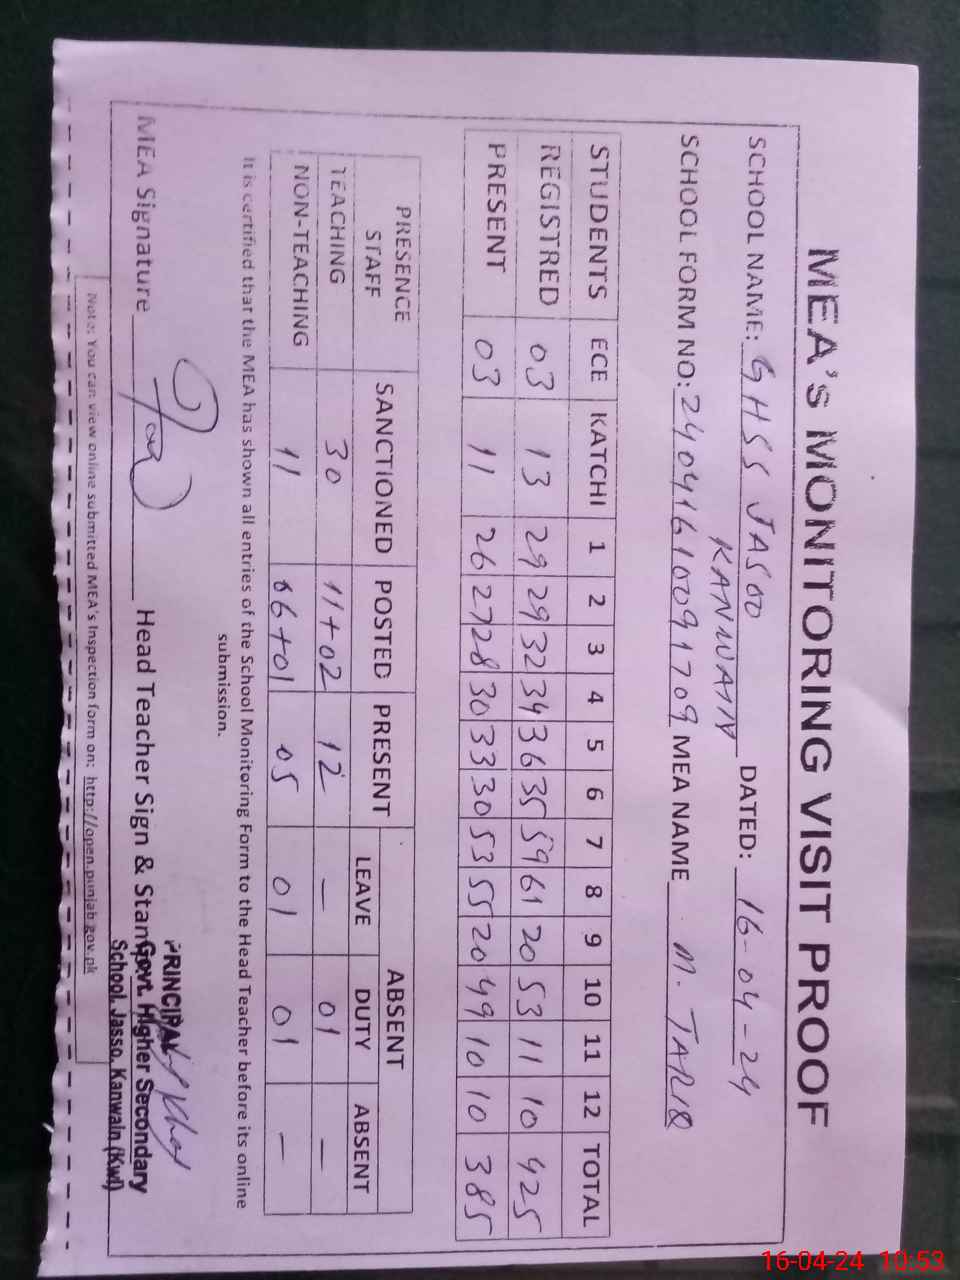 MEA's MONITORING VISIT PROOF
SCHOOL NAME: GHSS JASOO KANWAIN DATED: 16-04-24
SCHOOL FORM NO: 24041610091709 MEA NAME M. TARIQ
STUDENTS ECE KATCHI 1 2 3 4 5 6 7 8 9 10 11 12 TOTAL
REGISTRED 03 13 29 29 32 34 36 35 59 61 20 53 11 10 425
PRESENT 03 11 26 27 28 30 33 30 53 55 20 49 10 10 385
PRESENCE STAFF SANCTIONED POSTED PRESENT ABSENT
LEAVE DUTY ABSENT
TEACHING 30 11+02 12 — 01 —
NON-TEACHING 11 06+01 05 01 01 —
It is certified that the MEA has shown all entries of the School Monitoring Form to the Head Teacher before its online
submission.
MEA Signature Head Teacher Sign & Stamp
PRINCIPAL
Govt. Higher Secondary
School, Jasso, Kanwain (Kwl)
Note: You can view online submitted MEA's Inspection form on: http://open.punjab.gov.pk
16-04-24 10:53